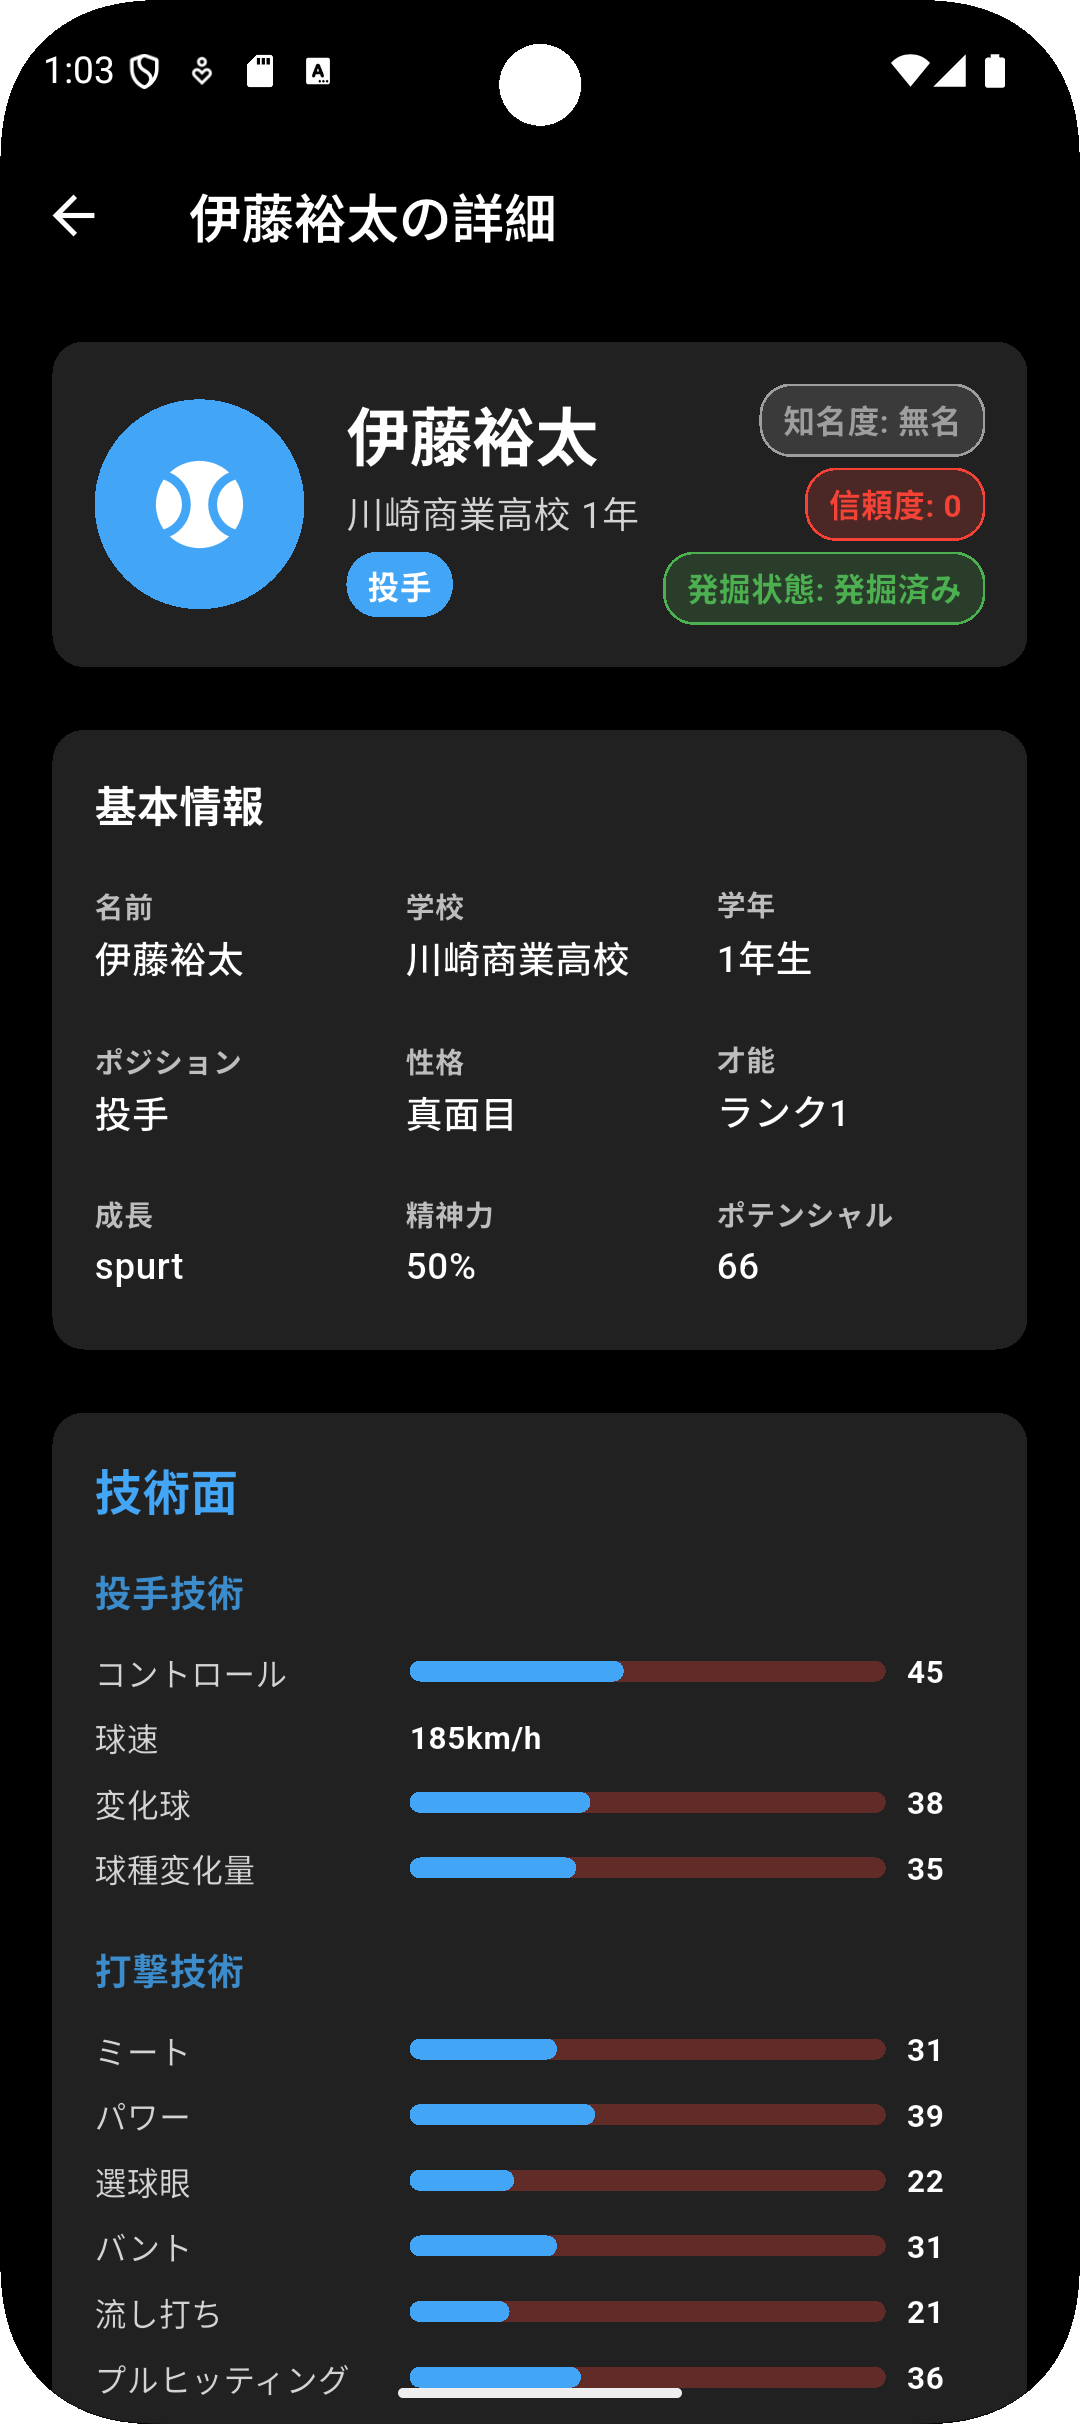 1:03
伊藤裕太の詳細
伊藤裕太
川崎商業高校 1年
投手
知名度: 無名
信頼度: 0
発掘状態: 発掘済み
基本情報
名前
伊藤裕太
学校
川崎商業高校
学年
1年生
ポジション
投手
性格
真面目
才能
ランク1
成長
spurt
精神力
50%
ポテンシャル
66
技術面
投手技術
コントロール 45
球速 185km/h
変化球 38
球種変化量 35
打撃技術
ミート 31
パワー 39
選球眼 22
バント 31
流し打ち 21
プルヒッティング 36